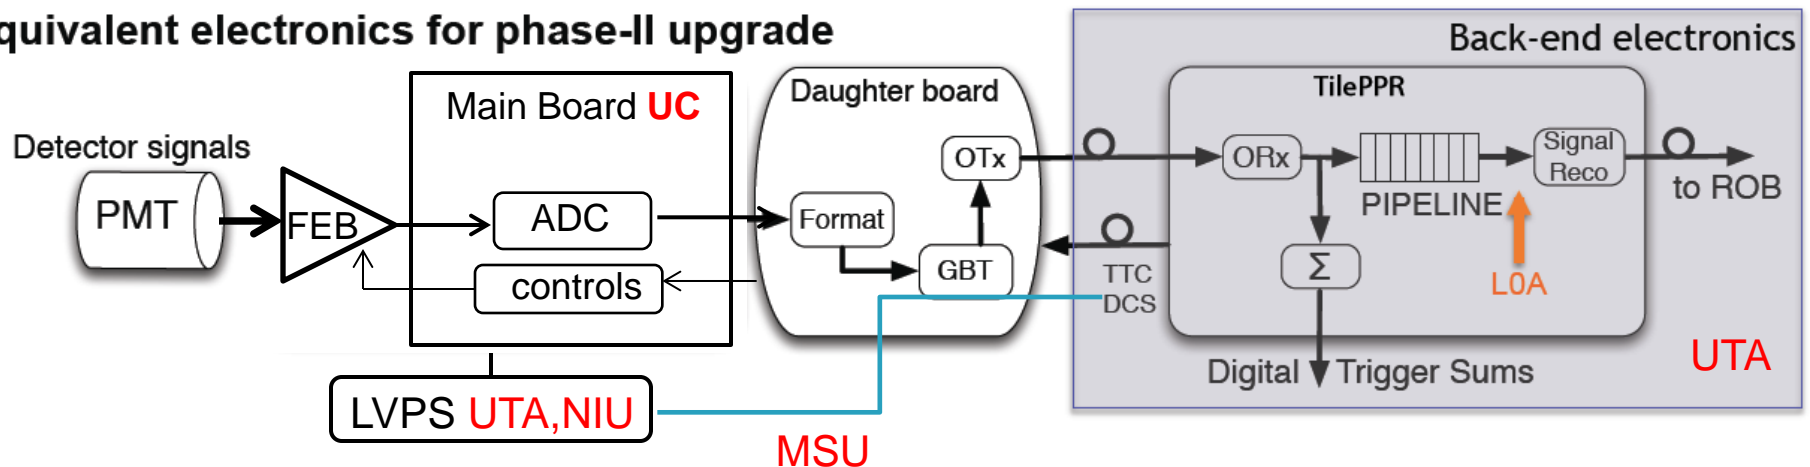 quivalent electronics for phase-II upgrade
Back-end electronics
Main Board UC
Daughter board
TilePPR
Detector signals
PMT
FEB
ADC
controls
Format
OTx
GBT
ORx
PIPELINE
Signal
Reco
to ROB
TTC
DCS
Σ
L0A
Digital Trigger Sums
UTA
LVPS UTA,NIU
MSU